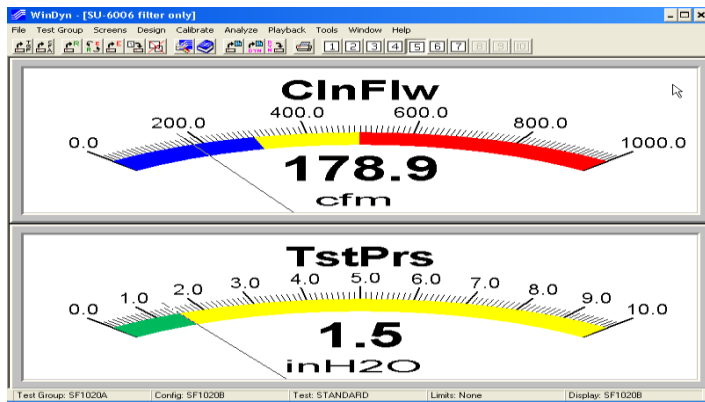 WinDyn - [SU-6006 filter only]
File Test Group Screens Design Calibrate Analyze Playback Tools Window Help
1 2 3 4 5 6 7 8 9 10
ClnFlw
0.0 200.0 400.0 600.0 800.0 1000.0
178.9
cfm
TstPrs
0.0 1.0 2.0 3.0 4.0 5.0 6.0 7.0 8.0 9.0 10.0
1.5
inH2O
Test Group: SF1020A Config: SF1020B Test: STANDARD Limits: None Display: SF1020B